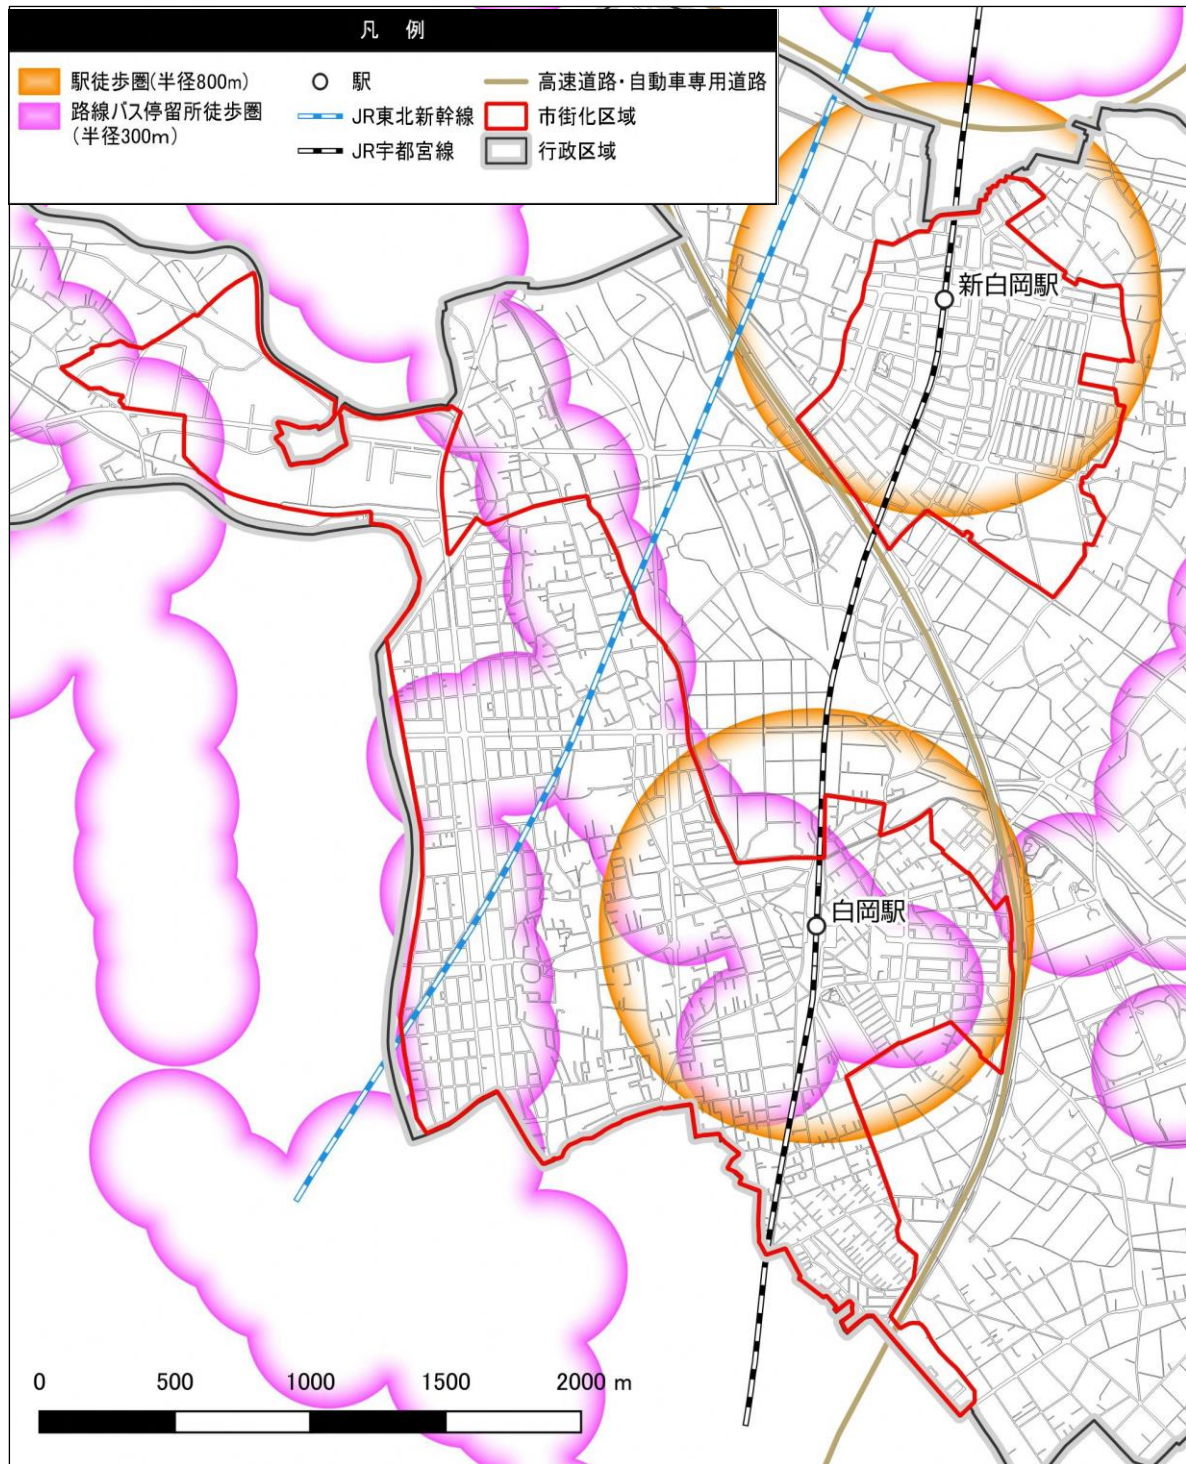 凡 例
駅徒歩圏(半径800m)
路線バス停留所徒歩圏
(半径300m)
駅
JR東北新幹線
JR宇都宮線
高速道路・自動車専用道路
市街化区域
行政区域
新白岡駅
白岡駅
0 500 1000 1500 2000 m